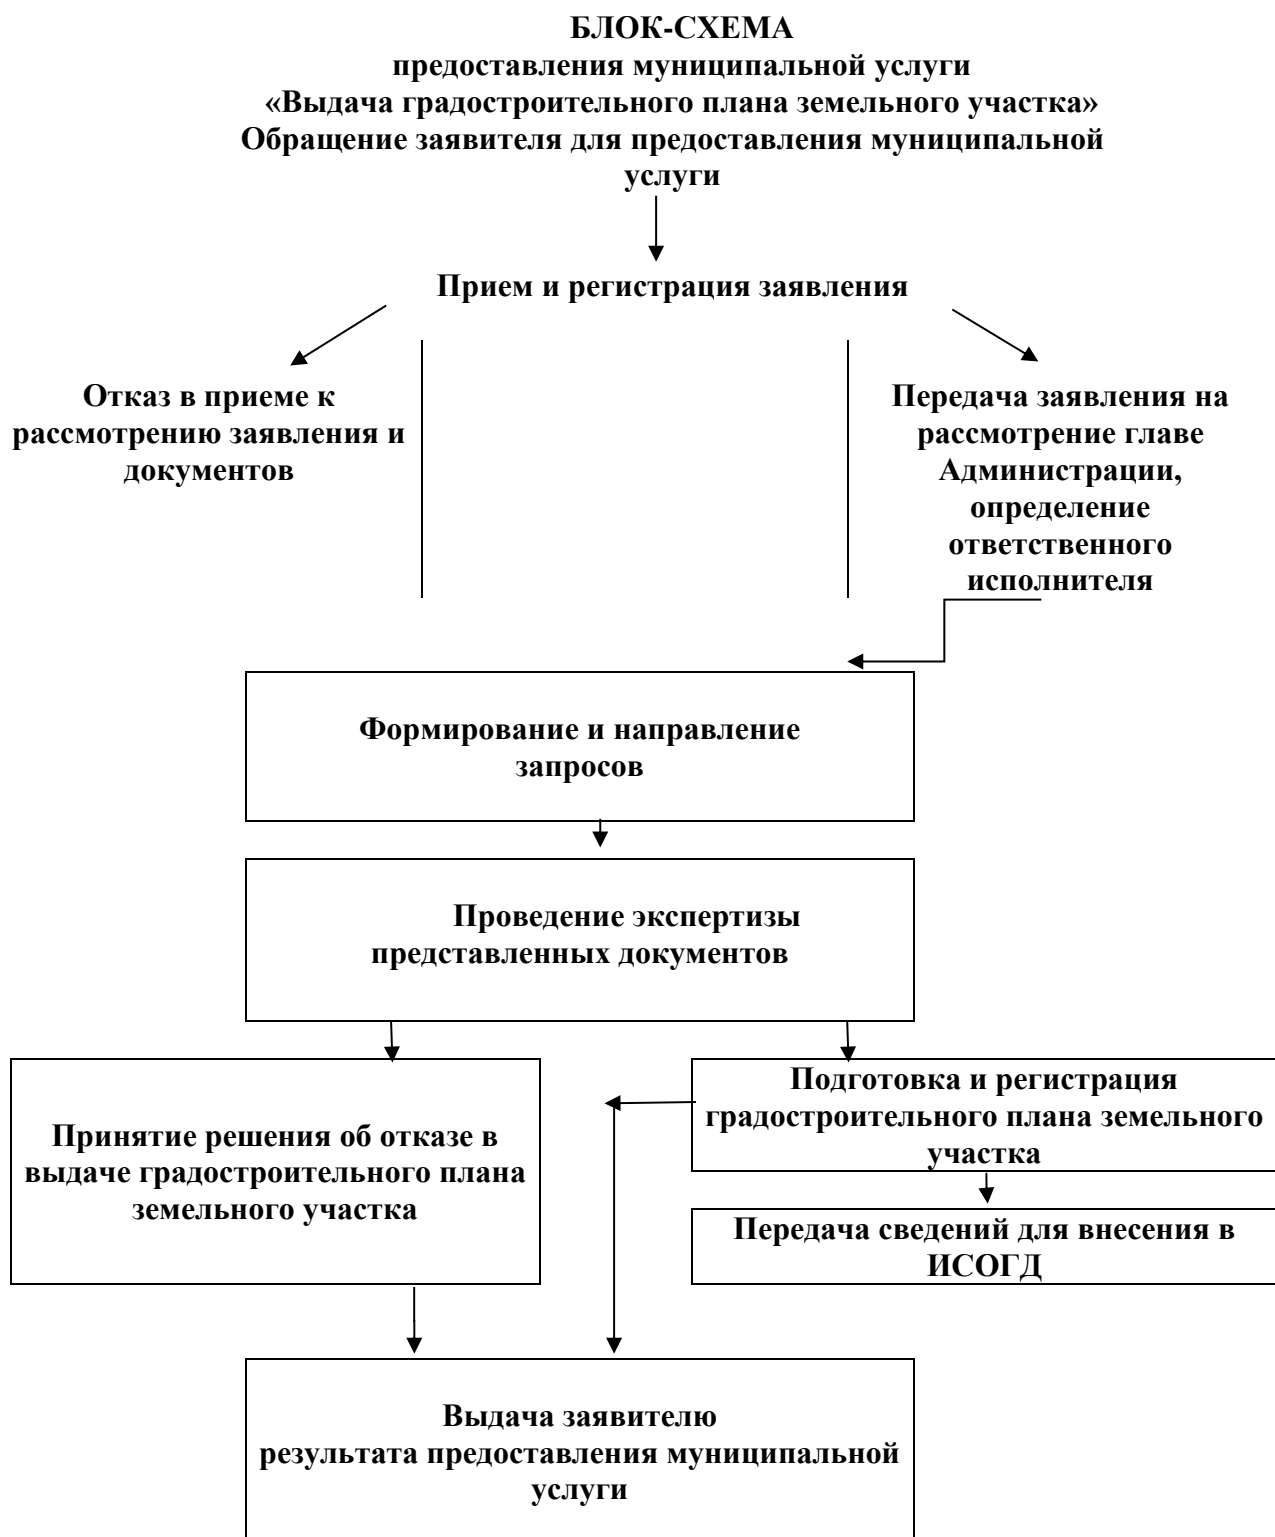 БЛОК-СХЕМА
предоставления муниципальной услуги
«Выдача градостроительного плана земельного участка»
Обращение заявителя для предоставления муниципальной
услуги
Прием и регистрация заявления
Отказ в приеме к
рассмотрению заявления и
документов
Передача заявления на
рассмотрение главе
Администрации,
определение
ответственного
исполнителя
Формирование и направление
запросов
Проведение экспертизы
представленных документов
Принятие решения об отказе в
выдаче градостроительного плана
земельного участка
Подготовка и регистрация
градостроительного плана земельного
участка
Передача сведений для внесения в
ИСОГД
Выдача заявителю
результата предоставления муниципальной
услуги